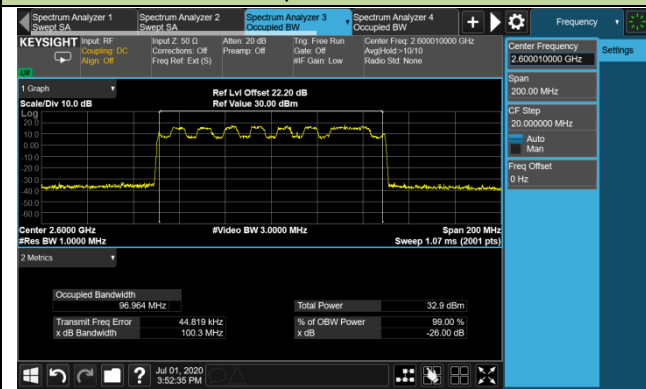 Spectrum Analyzer 1
Swept SA
Spectrum Analyzer 2
Swept SA
Spectrum Analyzer 3
Occupied BW
Spectrum Analyzer 4
Occupied BW
+
Frequency
KEYSIGHT
Input: RF
Coupling: DC
Align: Off
Input Z: 50 Ω
Corrections: Off
Freq Ref: Ext (S)
Atten: 20 dB
Preamp: Off
Trig: Free Run
Gate: Off
#IF Gain: Low
Center Freq: 2.600010000 GHz
Avg|Hold:>10/10
Radio Std: None
LM
Center Frequency
2.600010000 GHz
Settings
Span
200.00 MHz
CF Step
20.000000 MHz
Auto
Man
Freq Offset
0 Hz
1 Graph
Scale/Div 10.0 dB
Ref Lvl Offset 22.20 dB
Ref Value 30.00 dBm
Log
20.0
10.0
0.00
-10.0
-20.0
-30.0
-40.0
-50.0
-60.0
Center 2.6000 GHz
#Res BW 1.0000 MHz
#Video BW 3.0000 MHz
Span 200 MHz
Sweep 1.07 ms (2001 pts)
2 Metrics
Occupied Bandwidth
96.964 MHz
Total Power 32.9 dBm
Transmit Freq Error 44.819 kHz
% of OBW Power 99.00 %
x dB Bandwidth 100.3 MHz
x dB -26.00 dB
?
Jul 01, 2020
3:52:35 PM